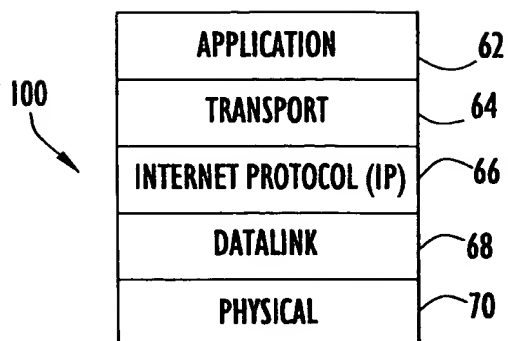 APPLICATION 62
100
TRANSPORT 64
INTERNET PROTOCOL (IP) 66
DATALINK 68
PHYSICAL 70